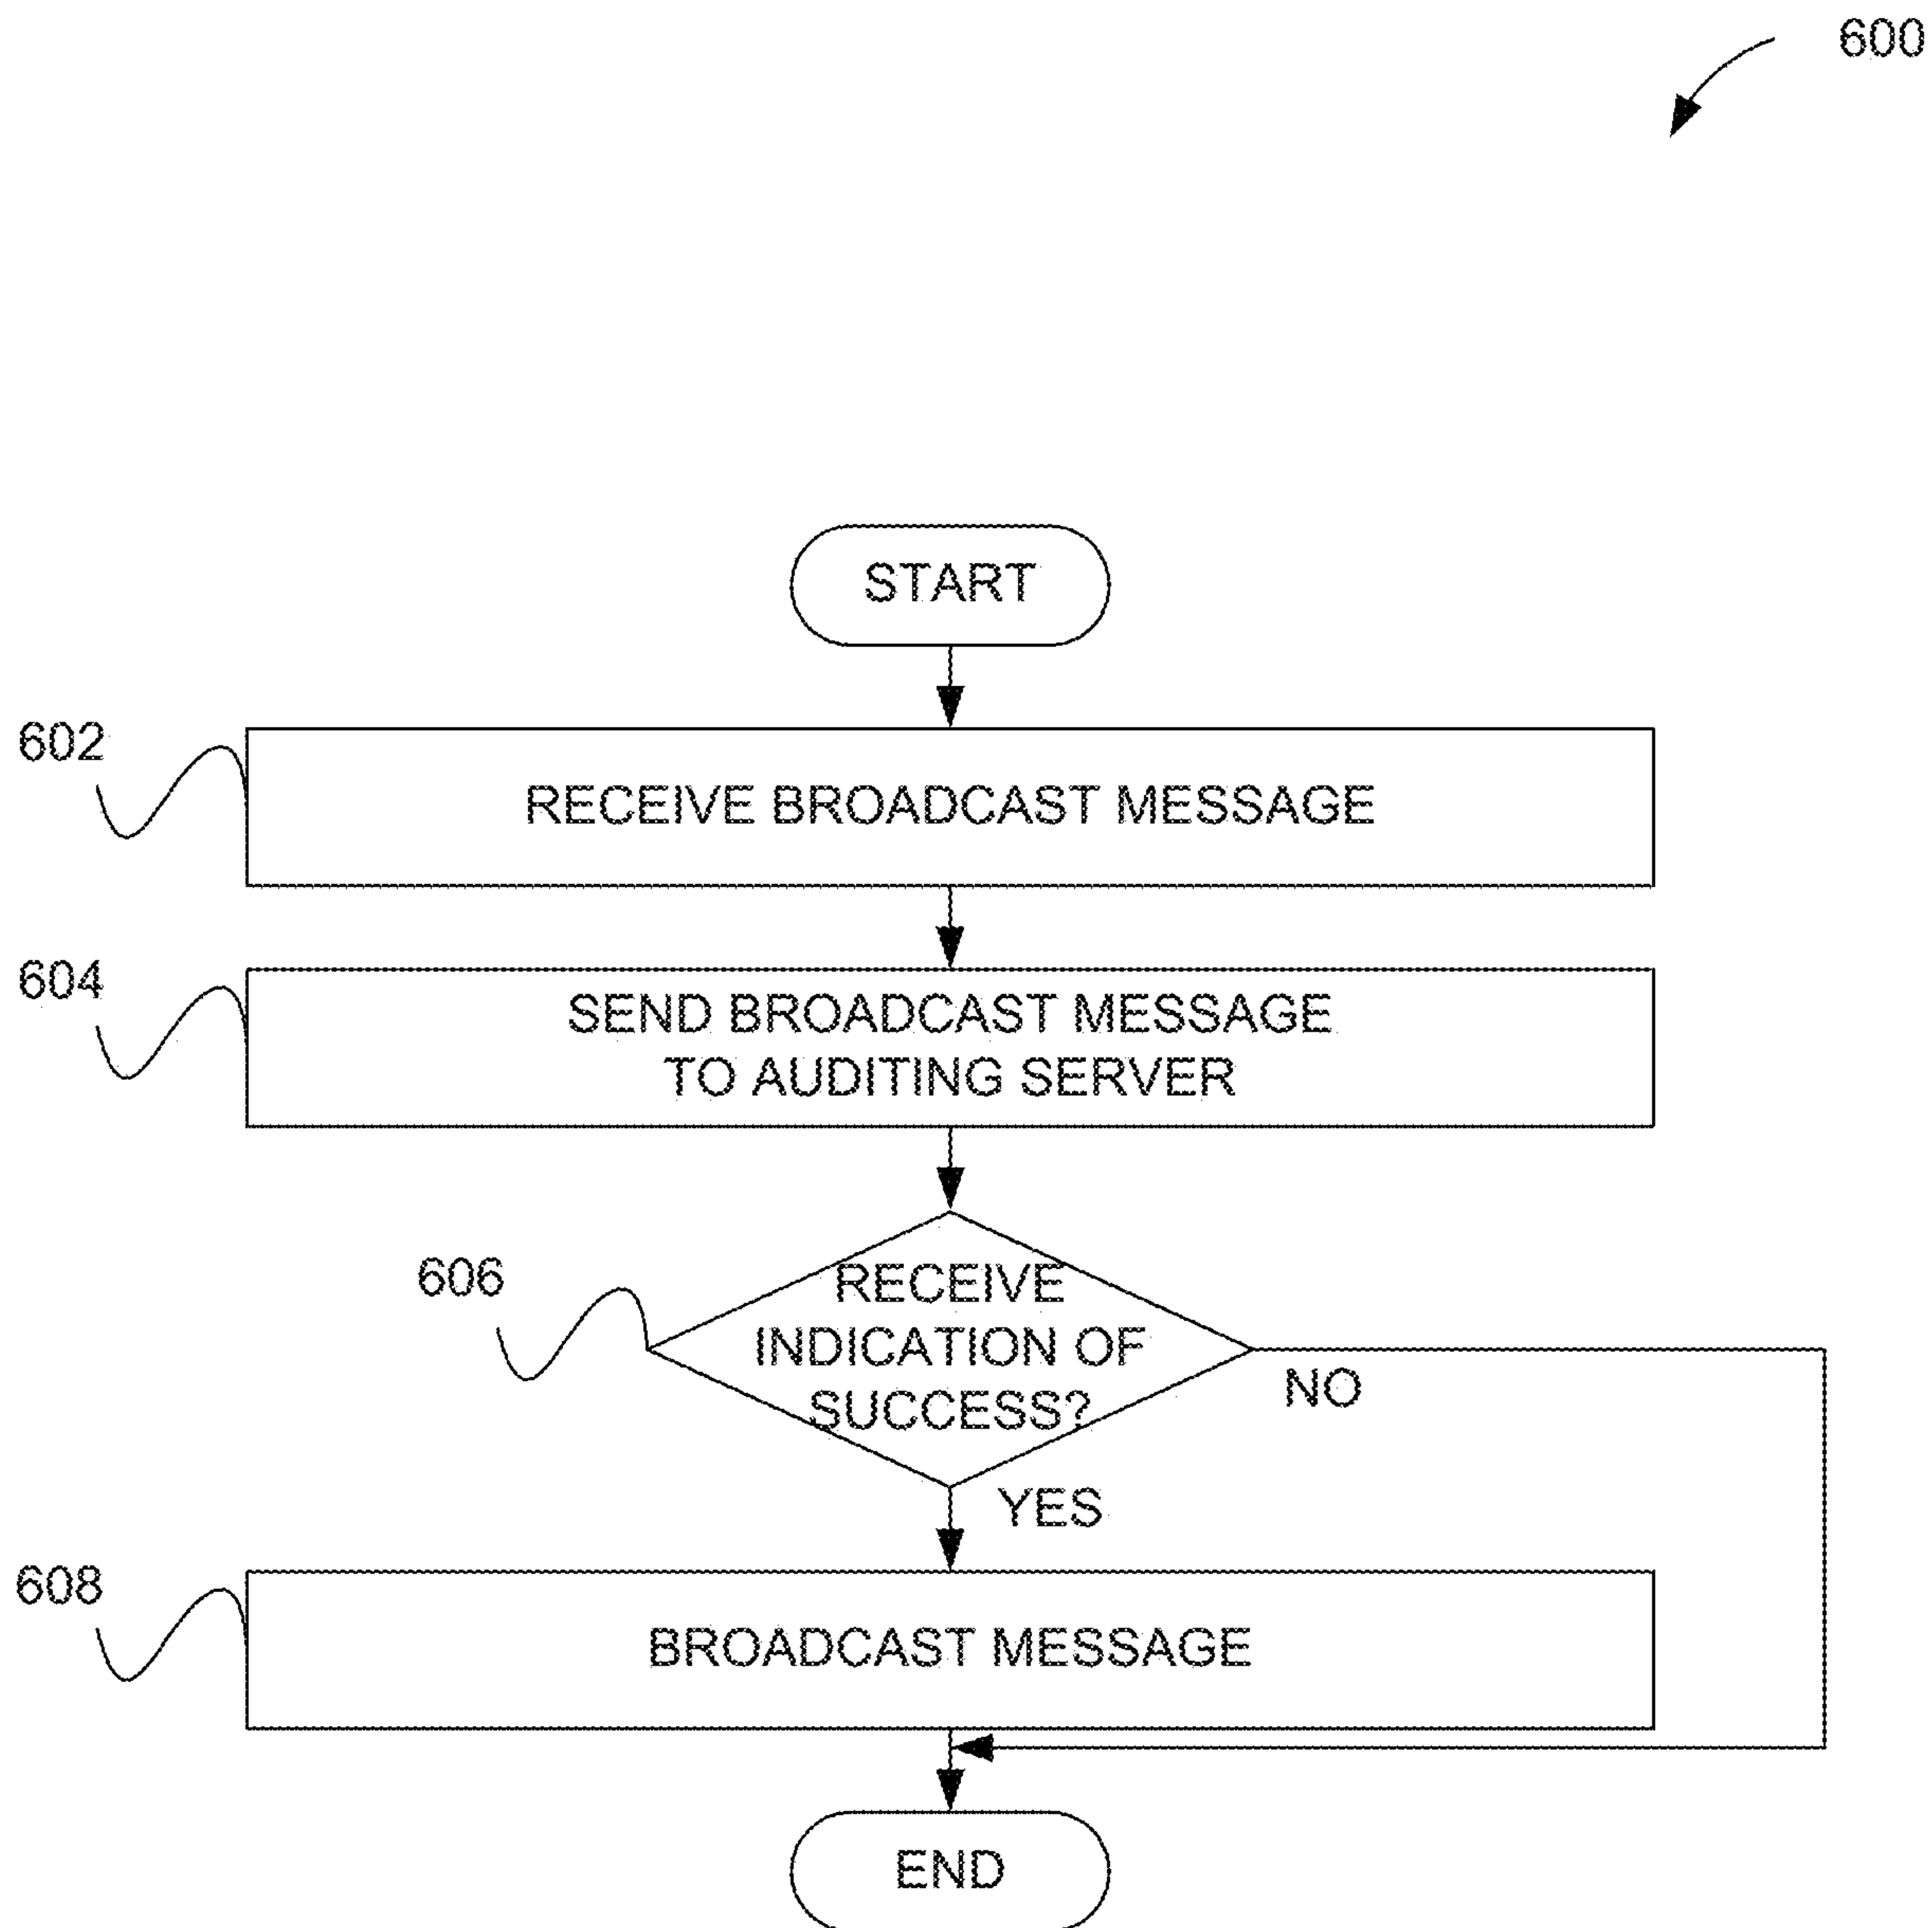 600
START
602
RECEIVE BROADCAST MESSAGE
604
SEND BROADCAST MESSAGE
TO AUDITING SERVER
606
RECEIVE
INDICATION OF
SUCCESS?
NO
YES
608
BROADCAST MESSAGE
END